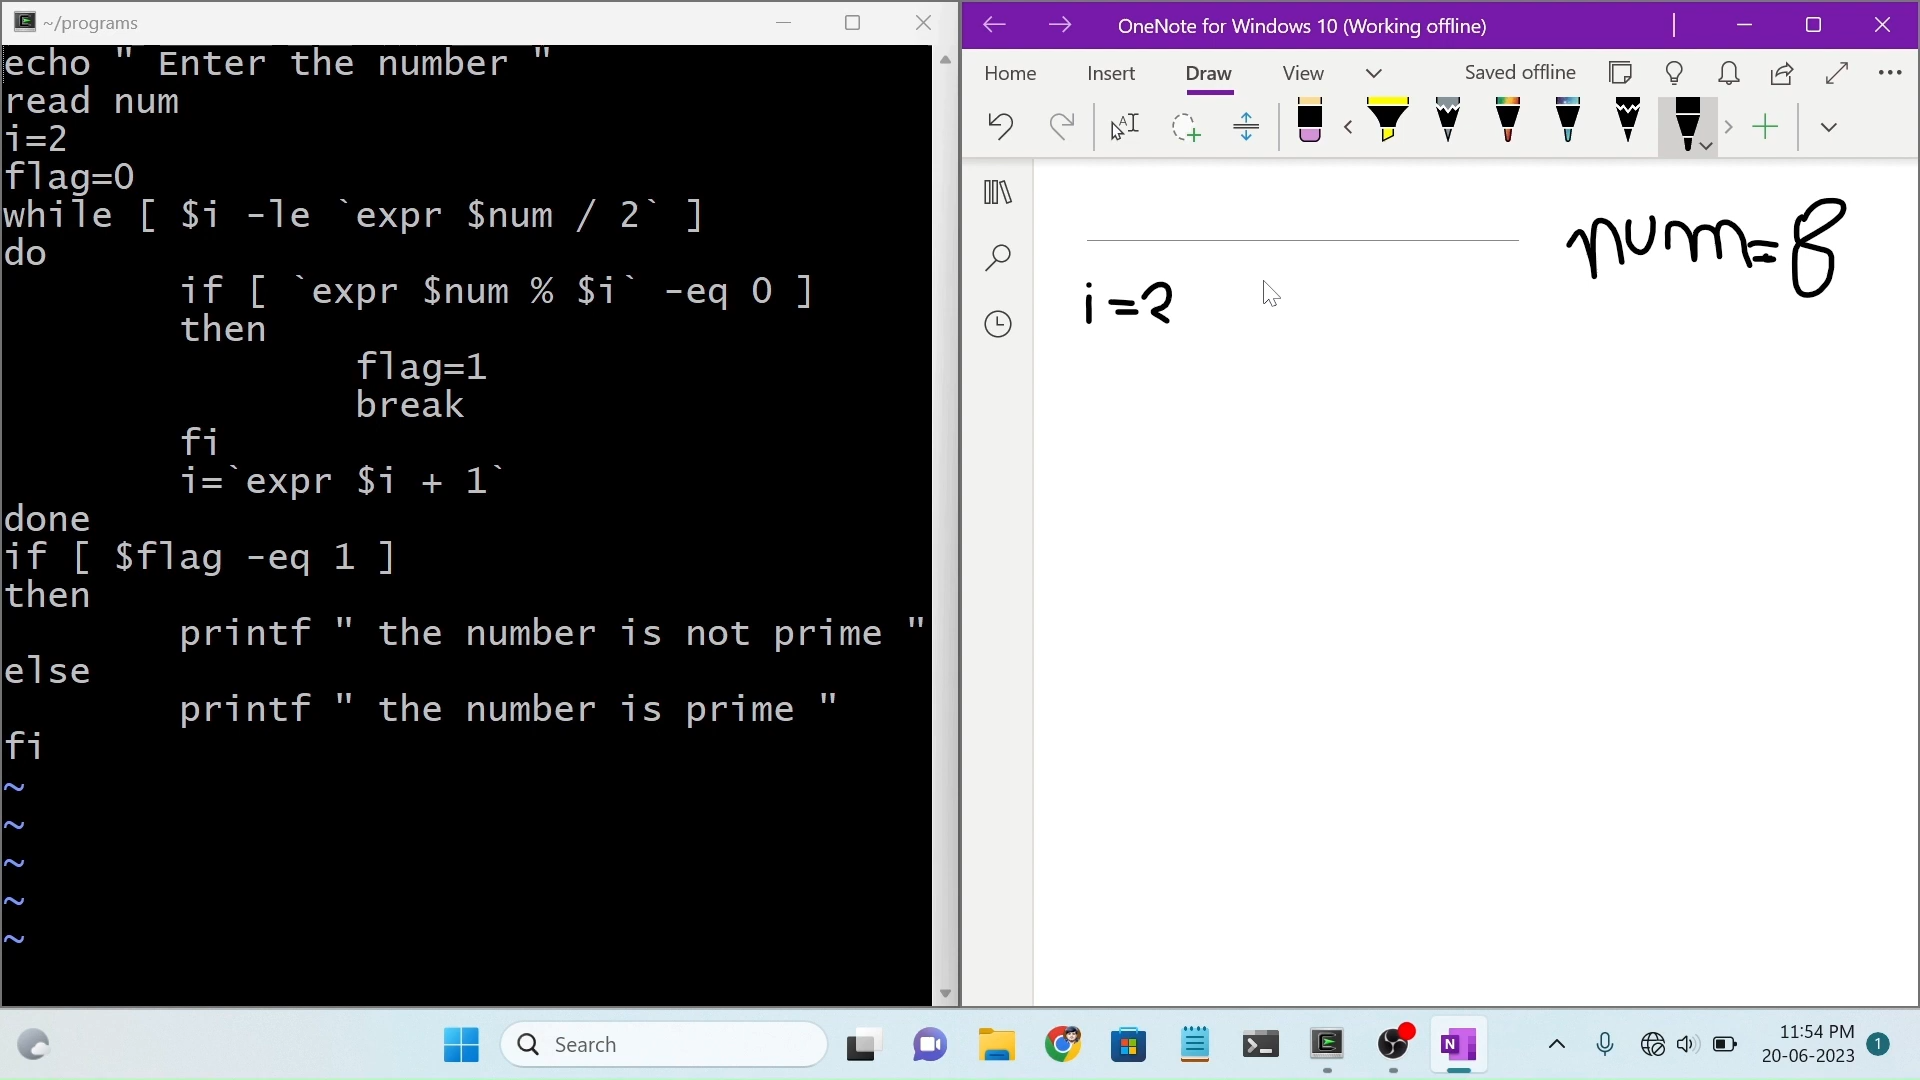 ~/programs
echo " Enter the number "
read num
i=2
flag=0
while [ $i -le `expr $num / 2` ]
do
if [ `expr $num % $i` -eq 0 ]
then
flag=1
break
fi
i=`expr $i + 1`
done
if [ $flag -eq 1 ]
then
printf " the number is not prime "
else
printf " the number is prime "
fi
~
~
~
~
~
OneNote for Windows 10 (Working offline)
Home Insert Draw View Saved offline
num=8
i=2
Search
11:54 PM
20-06-2023
1